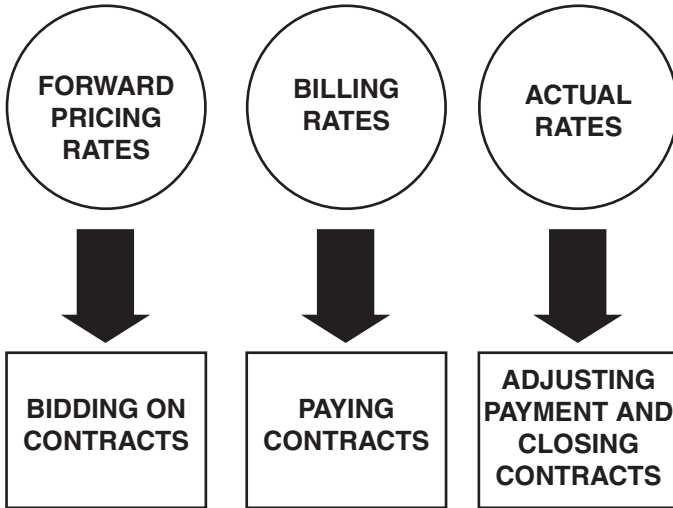 FORWARD
PRICING
RATES
BILLING
RATES
ACTUAL
RATES
BIDDING ON
CONTRACTS
PAYING
CONTRACTS
ADJUSTING
PAYMENT AND
CLOSING
CONTRACTS